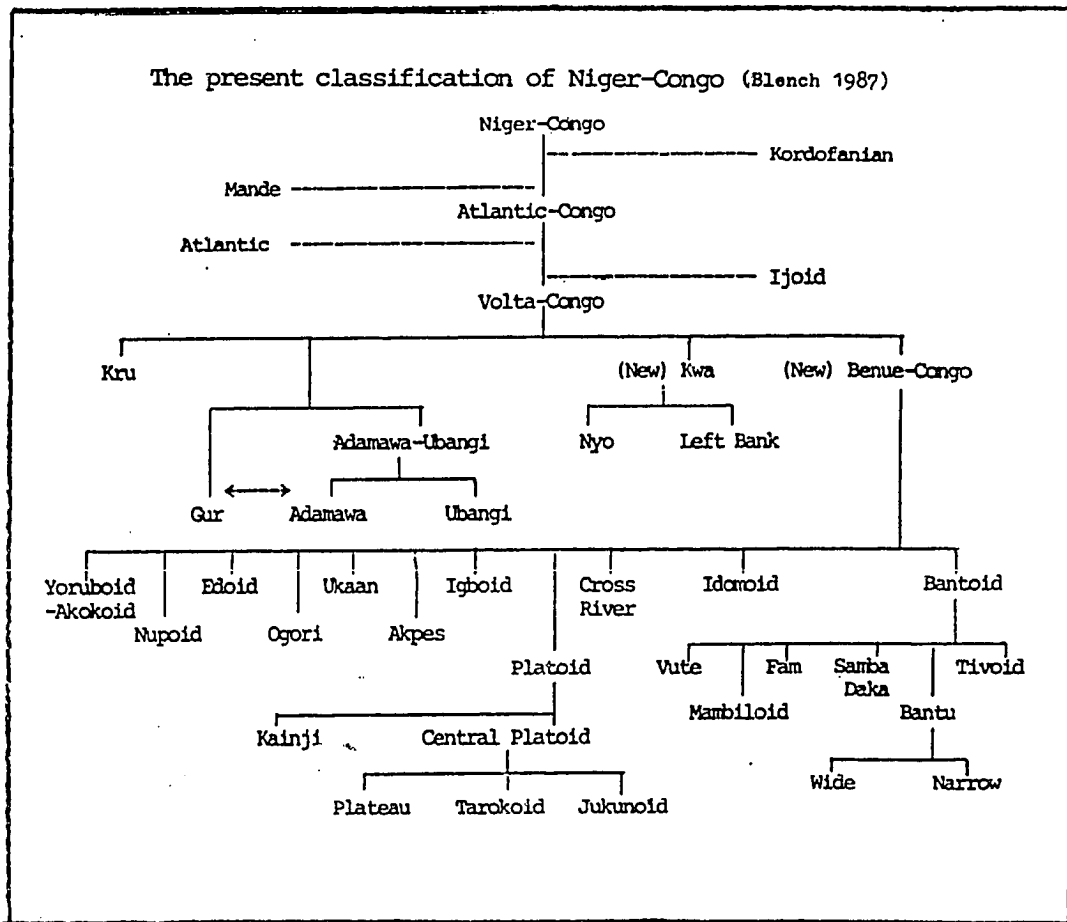 The present classification of Niger-Congo (Blench 1987)
Niger-Congo
Kordofanian
Mande
Atlantic-Congo
Atlantic
Ijoid
Volta-Congo
Kru
(New) Kwa
(New) Benue-Congo
Adamawa-Ubangi
Nyo
Left Bank
Gur
Adamawa
Ubangi
Yoruboid
-Akokoid
Nupoid
Edoid
Ogori
Ukaan
Akpes
Igboid
Cross
River
Idomoid
Bantoid
Platoid
Vute
Mambiloid
Fam
Samba
Daka
Bantu
Tivoid
Kainji
Central Platoid
Wide
Narrow
Plateau
Tarokoid
Jukunoid